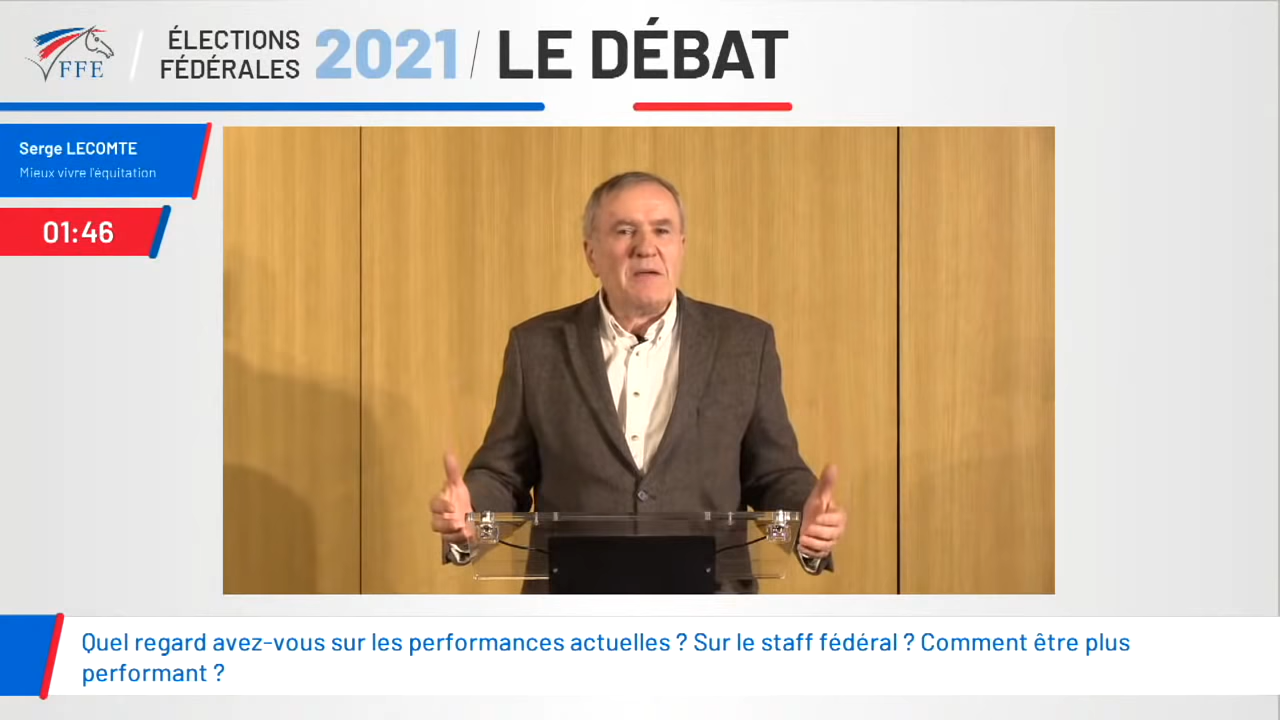 FFE
ÉLECTIONS
FÉDÉRALES
2021 / LE DÉBAT
Serge LECOMTE
Mieux vivre l'équitation
01:46
Quel regard avez-vous sur les performances actuelles ? Sur le staff fédéral ? Comment être plus
performant ?